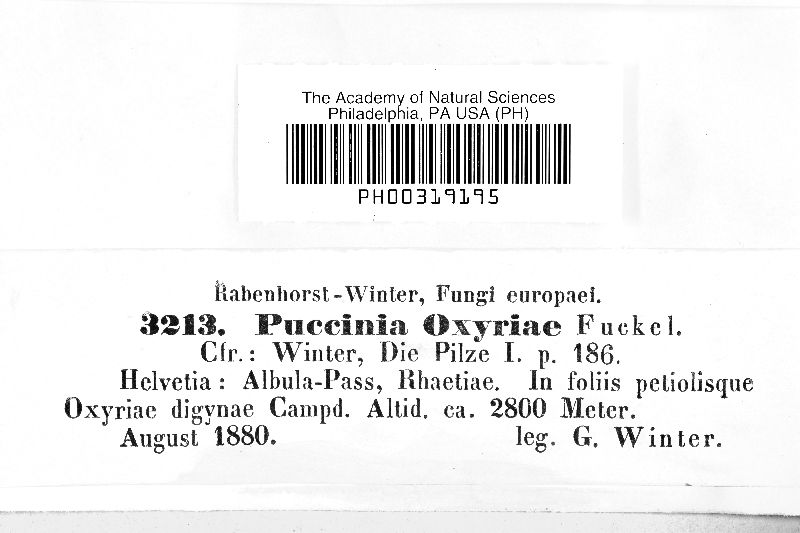 The Academy of Natural Sciences
Philadelphia, PA USA (PH)
PH00319195
Rabenhorst-Winter, Fungi europaei.
3213. Puccinia Oxyriae Fuckel.
Cfr.: Winter, Die Pilze I. p. 186.
Helvetia: Albula-Pass, Rhaetiae. In foliis petiolisque
Oxyriae digynae Campd. Altid. ca. 2800 Meter.
August 1880. leg. G. Winter.